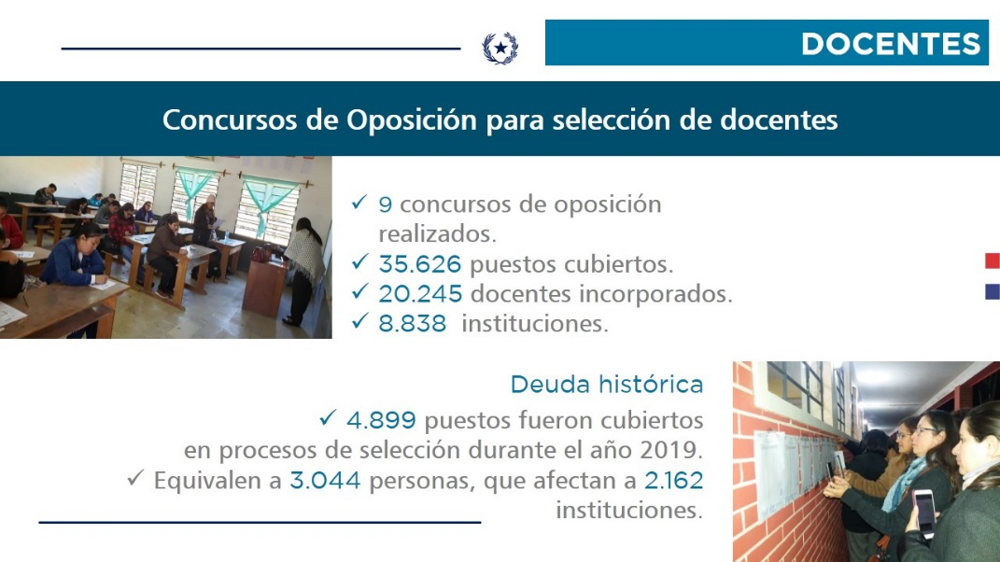 DOCENTES
Concursos de Oposición para selección de docentes
✓ 9 concursos de oposición
realizados.
✓ 35.626 puestos cubiertos.
✓ 20.245 docentes incorporados.
✓ 8.838 instituciones.
Deuda histórica
✓ 4.899 puestos fueron cubiertos
en procesos de selección durante el año 2019.
✓ Equivalen a 3.044 personas, que afectan a 2.162
instituciones.